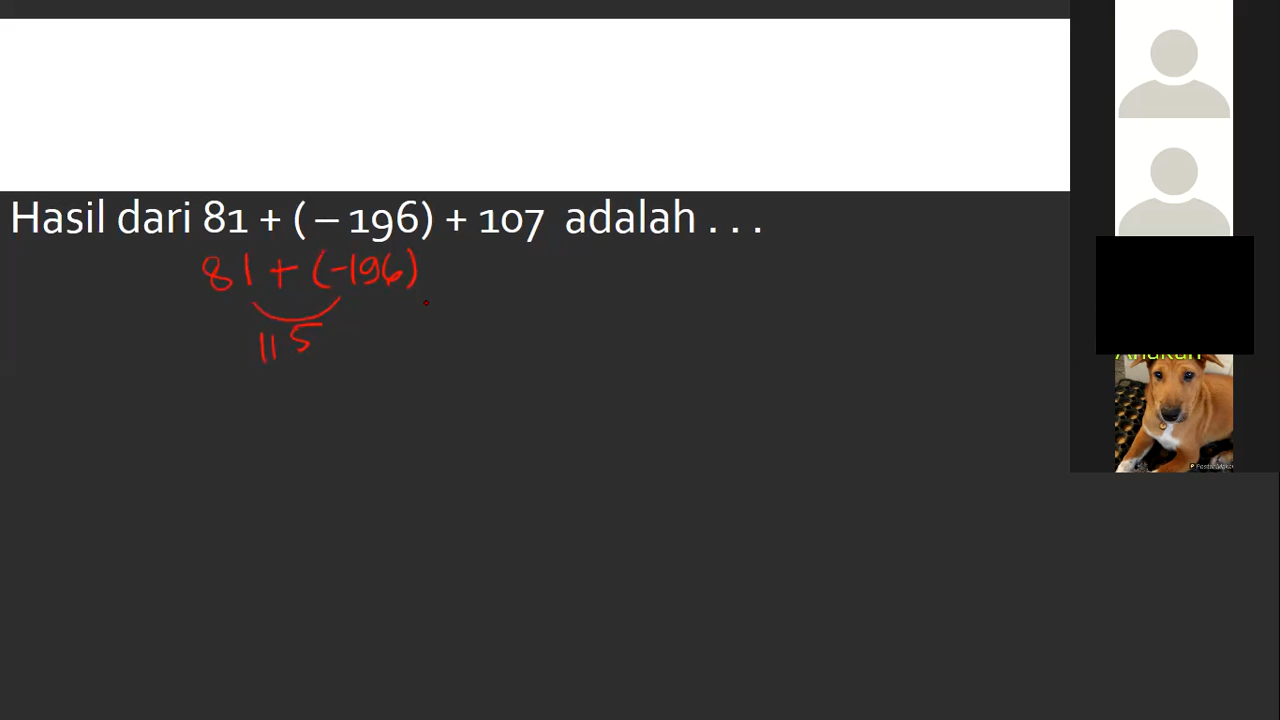 Hasil dari 81 + ( – 196) + 107 adalah . . .
81 + (-196)
115